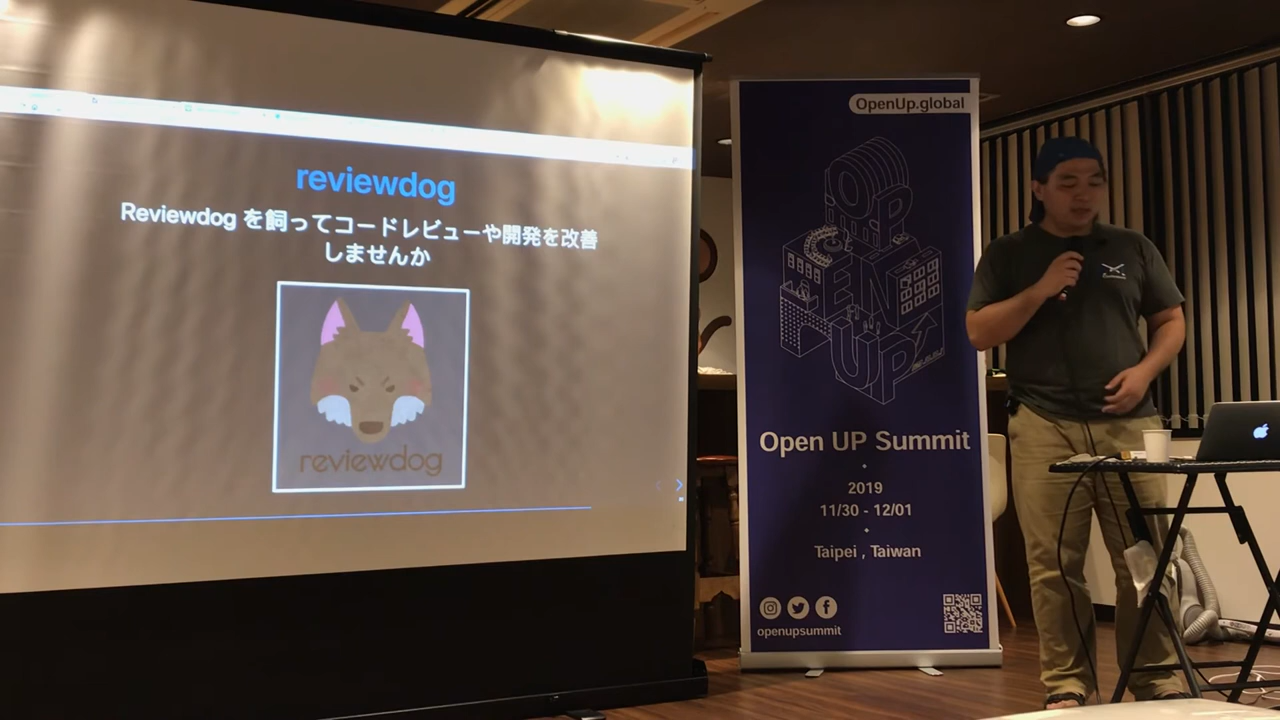 reviewdog
Reviewdog を飼ってコードレビューや開発を改善
しませんか
reviewdog
OpenUp.global
OPEN UP
Open UP Summit
2019
11/30 - 12/01
Taipei , Taiwan
openupsummit